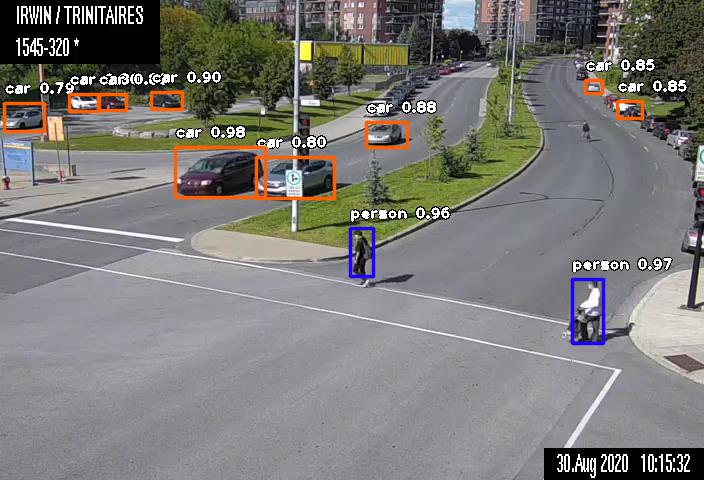 IRWIN / TRINITAIRES
1545-320 *
car 0.79
car 0.90
car 0.85
car 0.85
car 0.88
car 0.98
car 0.80
person 0.96
person 0.97
30.Aug 2020 10:15:32